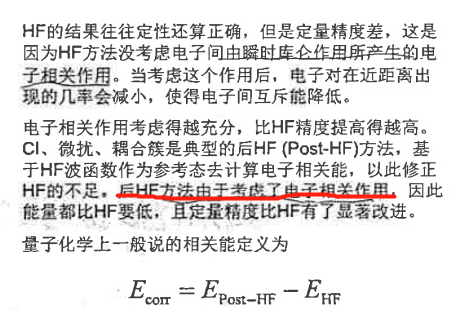 HF的结果往往定性还算正确，但是定量精度差，这是
因为HF方法没考虑电子间由瞬时库仑作用所产生的电
子相关作用。当考虑这个作用后，电子对在近距离出
现的几率会减小，使得电子间互斥能降低。
电子相关作用考虑得越充分，比HF精度提高得越高。
CI、微扰、耦合簇是典型的后HF (Post-HF)方法，基
于HF波函数作为参考态去计算电子相关能，以此修正
HF的不足。后HF方法由于考虑了电子相关作用，因此
能量都比HF要低，且定量精度比HF有了显著改进。
量子化学上一般说的相关能定义为
E_corr = E_Post−HF − E_HF